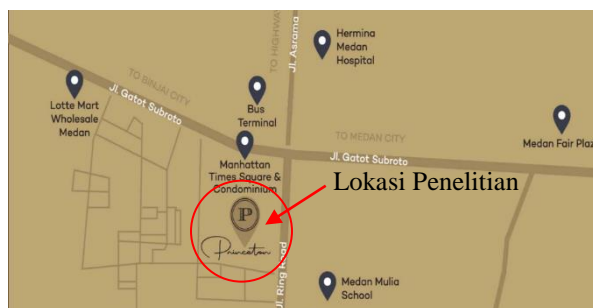 Hermina
Medan
Hospital
TO HIGHWAY
Jl. Asrama
TO BINJAI CITY
Jl. Gatot Subroto
Lotte Mart
Wholesale
Medan
Bus
Terminal
TO MEDAN CITY
Jl. Gatot Subroto
Medan Fair Plaz
Manhattan
Times Square &
Condominium
Lokasi Penelitian
P
Princeton
Jl. Ring Road
Medan Mulia
School